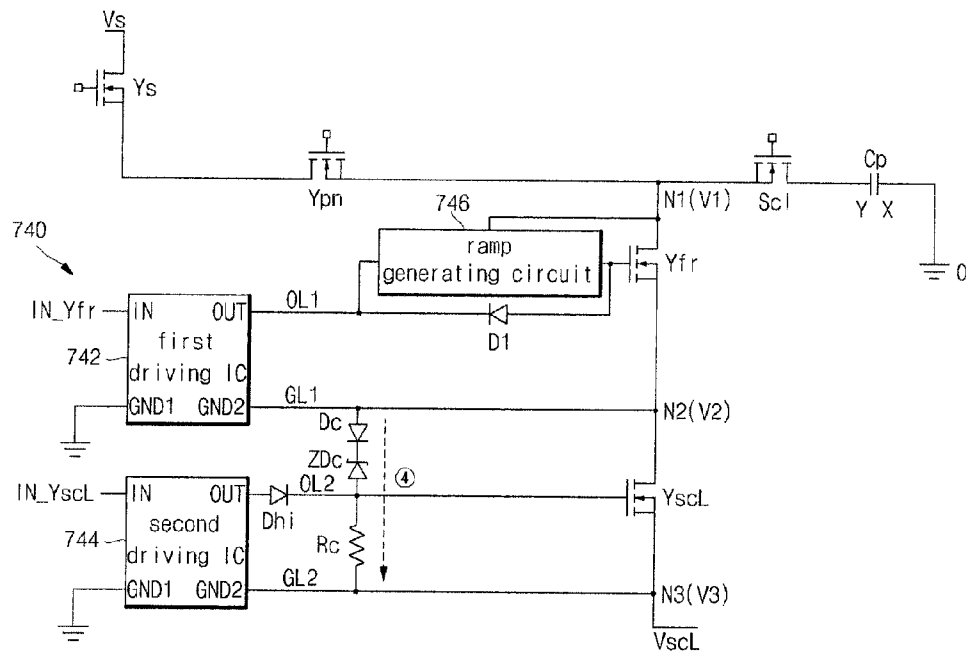 Vs
Ys
Ypn
Scl
Cp
Y X
N1(V1)
0
746
ramp
generating circuit
Yfr
740
IN_Yfr
IN OUT
OL1
D1
742
first
driving IC
GND1 GND2
GL1
N2(V2)
Dc
ZDc
④
IN_YscL
IN OUT
OL2
Dhi
YscL
744
second
driving IC
Rc
GND1 GND2
GL2
N3(V3)
VscL